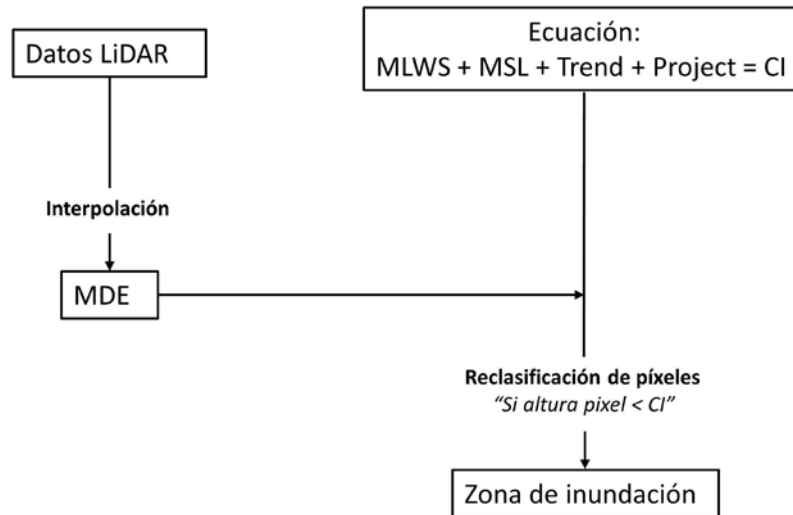 Datos LiDAR
Ecuación:
MLWS + MSL + Trend + Project = CI
Interpolación
MDE
Reclasificación de píxeles
“Si altura pixel < CI”
Zona de inundación